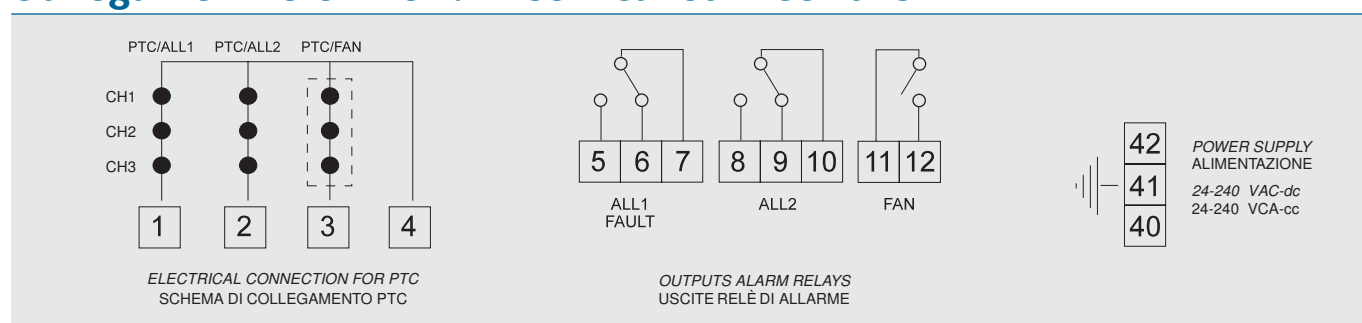 PTC/ALL1 PTC/ALL2 PTC/FAN
CH1
CH2
CH3
1 2 3 4
ELECTRICAL CONNECTION FOR PTC
SCHEMA DI COLLEGAMENTO PTC
5 6 7 8 9 10 11 12
ALL1 ALL2 FAN
FAULT
OUTPUTS ALARM RELAYS
USCITE RELÈ DI ALLARME
42
41
40
POWER SUPPLY
ALIMENTAZIONE
24-240 VAC-dc
24-240 VCA-cc